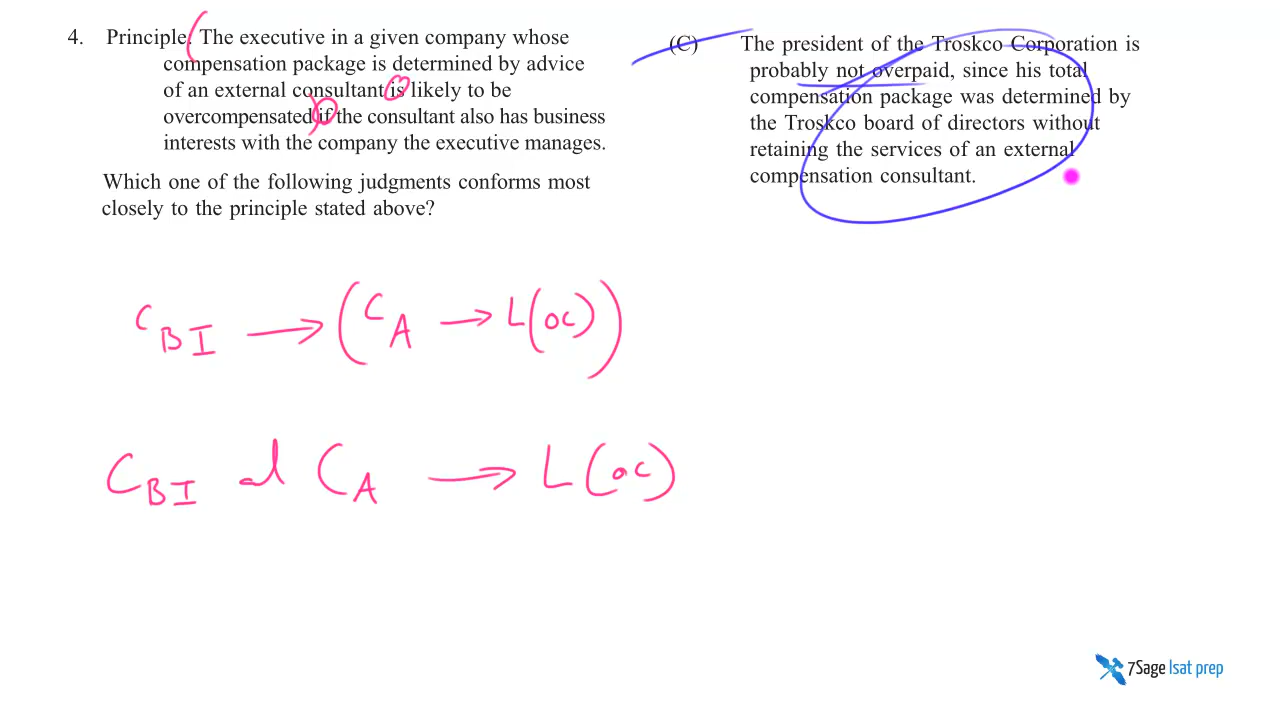 4. Principle: The executive in a given company whose
compensation package is determined by advice
of an external consultant is likely to be
overcompensated if the consultant also has business
interests with the company the executive manages.
Which one of the following judgments conforms most
closely to the principle stated above?
(C) The president of the Troskco Corporation is
probably not overpaid, since his total
compensation package was determined by
the Troskco board of directors without
retaining the services of an external
compensation consultant.
C BI → (C A → L(OC))
C BI al C A → L(OC)
7Sage lsat prep